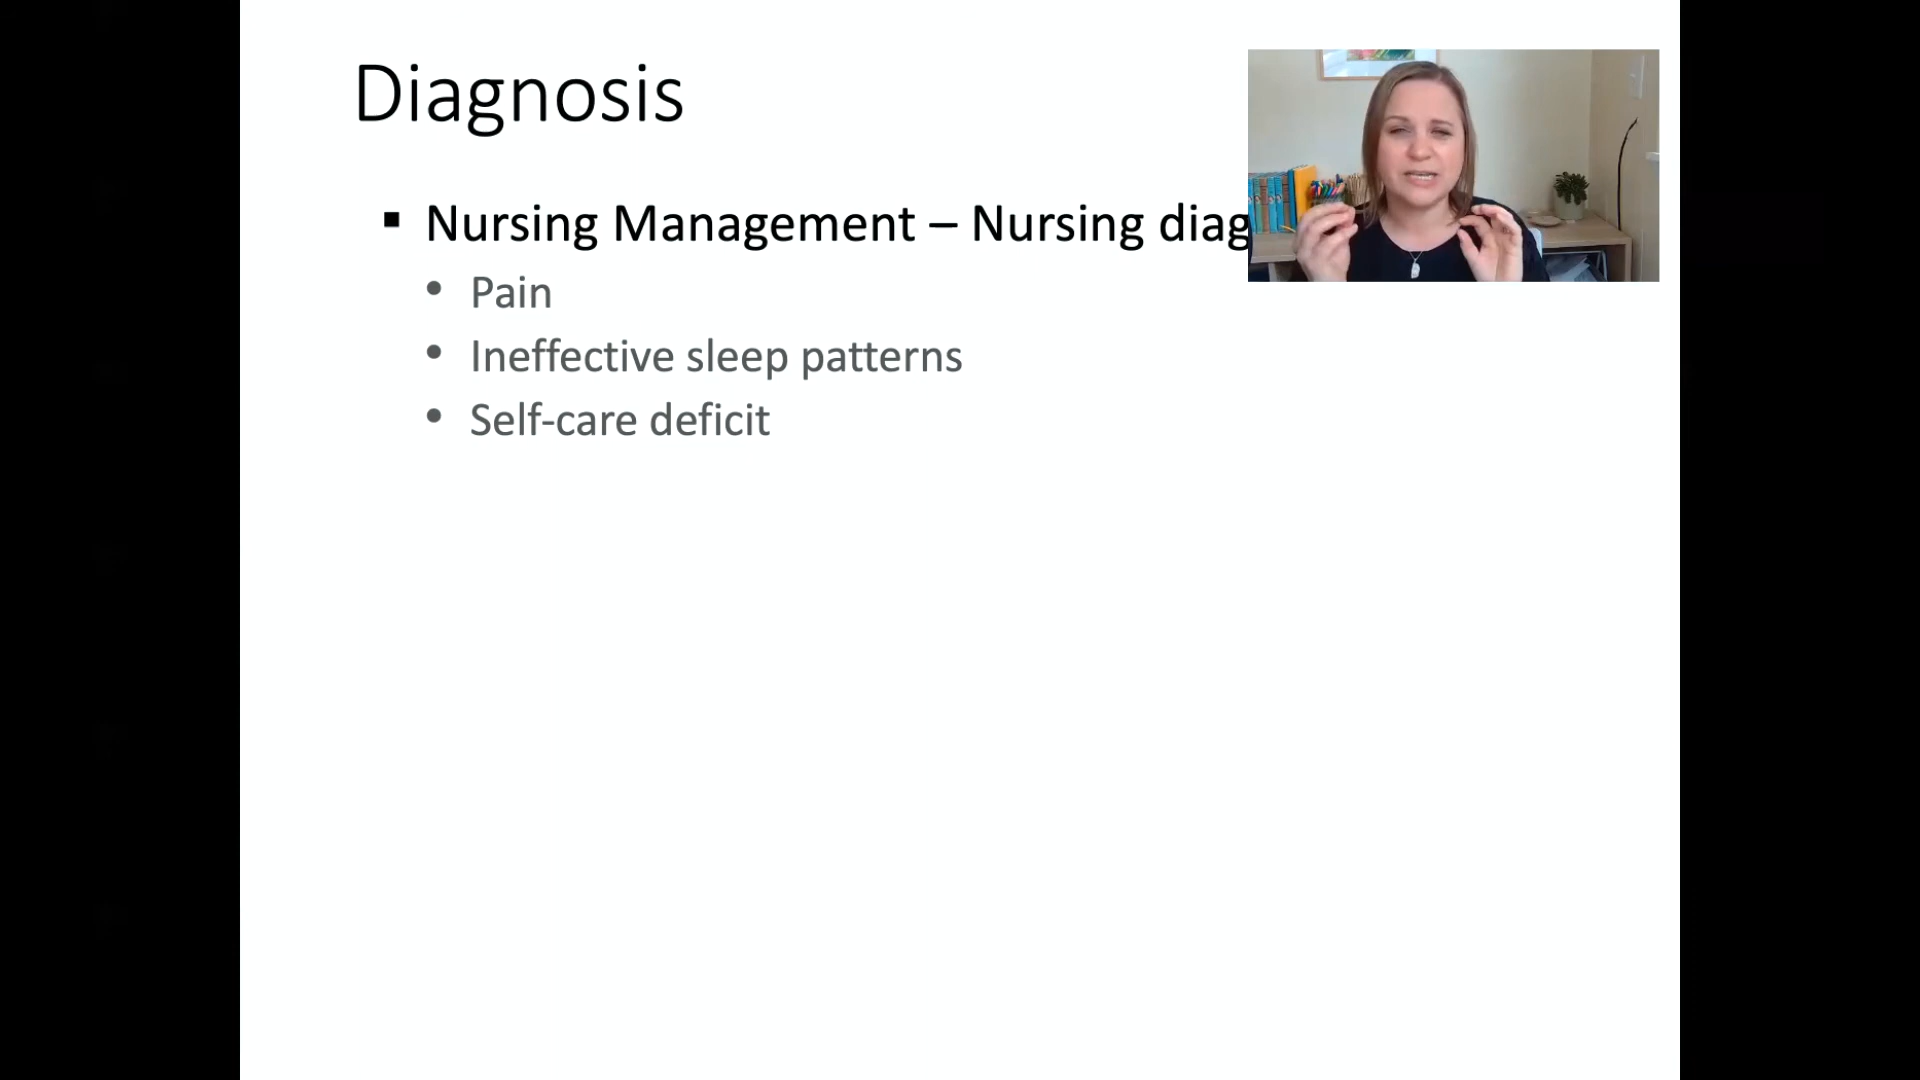 Diagnosis
▪ Nursing Management – Nursing diag
• Pain
• Ineffective sleep patterns
• Self-care deficit